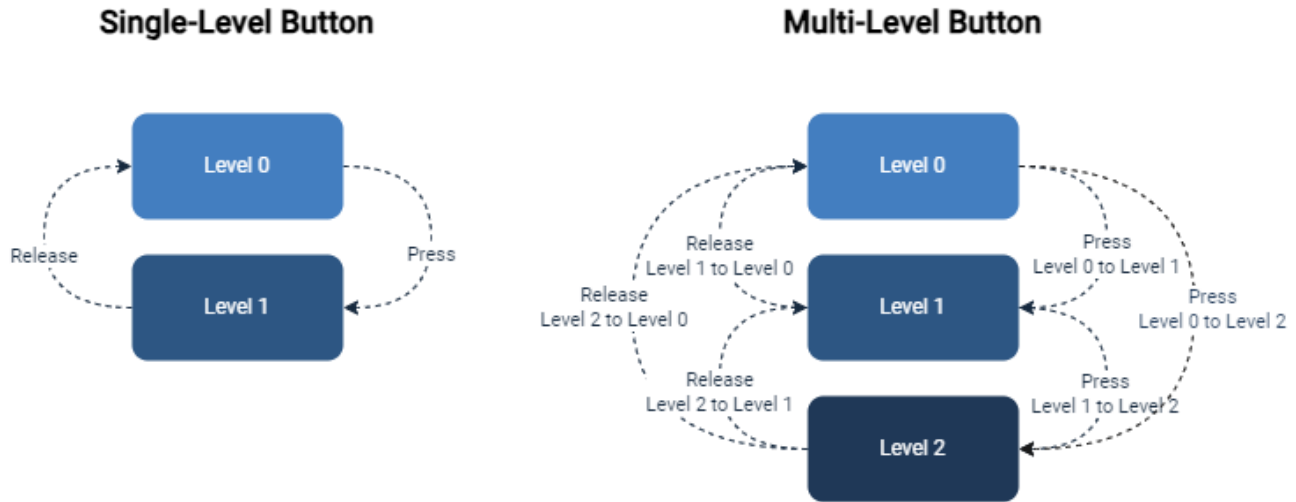 Single-Level Button
Level 0
Release
Press
Level 1
Multi-Level Button
Level 0
Release
Level 1 to Level 0
Press
Level 0 to Level 1
Release
Level 2 to Level 0
Level 1
Press
Level 0 to Level 2
Release
Level 2 to Level 1
Press
Level 1 to Level 2
Level 2